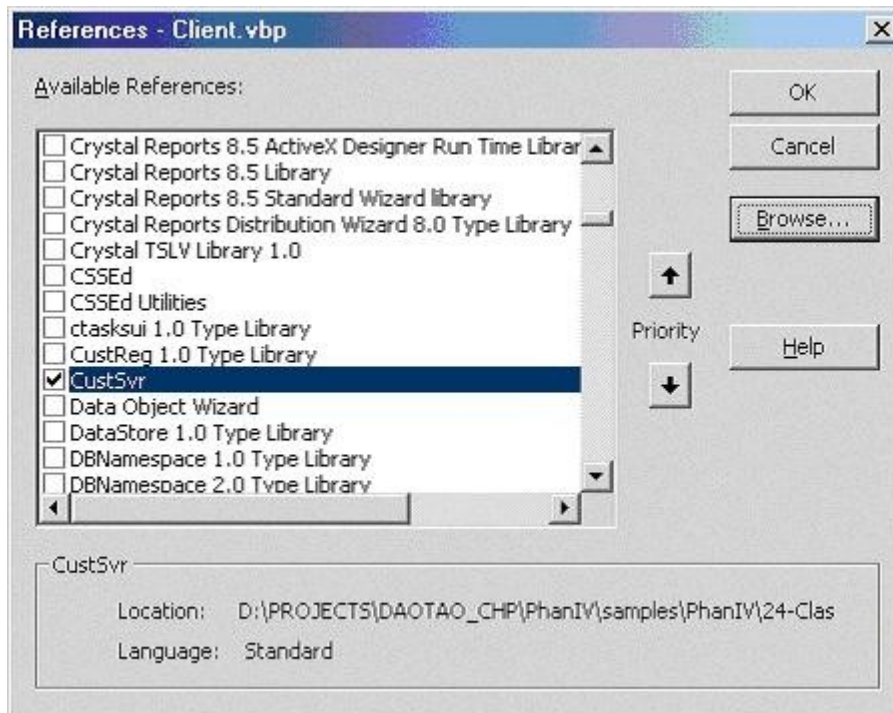 References - Client.vbp
Available References:
Crystal Reports 8.5 ActiveX Designer Run Time Librar
Crystal Reports 8.5 Library
Crystal Reports 8.5 Standard Wizard library
Crystal Reports Distribution Wizard 8.0 Type Library
Crystal TSLV Library 1.0
CSSEd
CSSEd Utilities
ctasksui 1.0 Type Library
CustReg 1.0 Type Library
CustSvr
Data Object Wizard
DataStore 1.0 Type Library
DBNamespace 1.0 Type Library
DBNamespace 2.0 Type Library
OK
Cancel
Browse...
Priority
Help
CustSvr
Location: D:\PROJECTS\DAOTAO_CHP\PhanIV\samples\PhanIV\24-Clas
Language: Standard